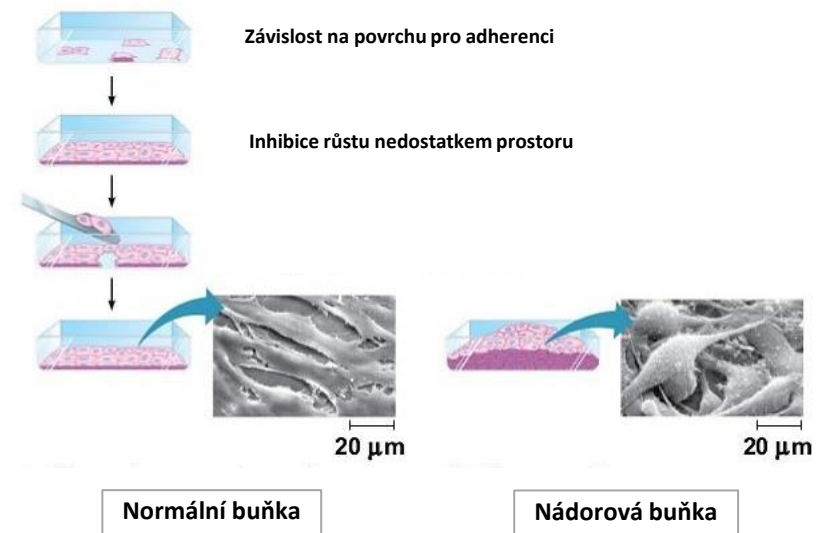 Závislost na povrchu pro adherenci
Inhibice růstu nedostatkem prostoru
20 μm
20 μm
Normální buňka
Nádorová buňka